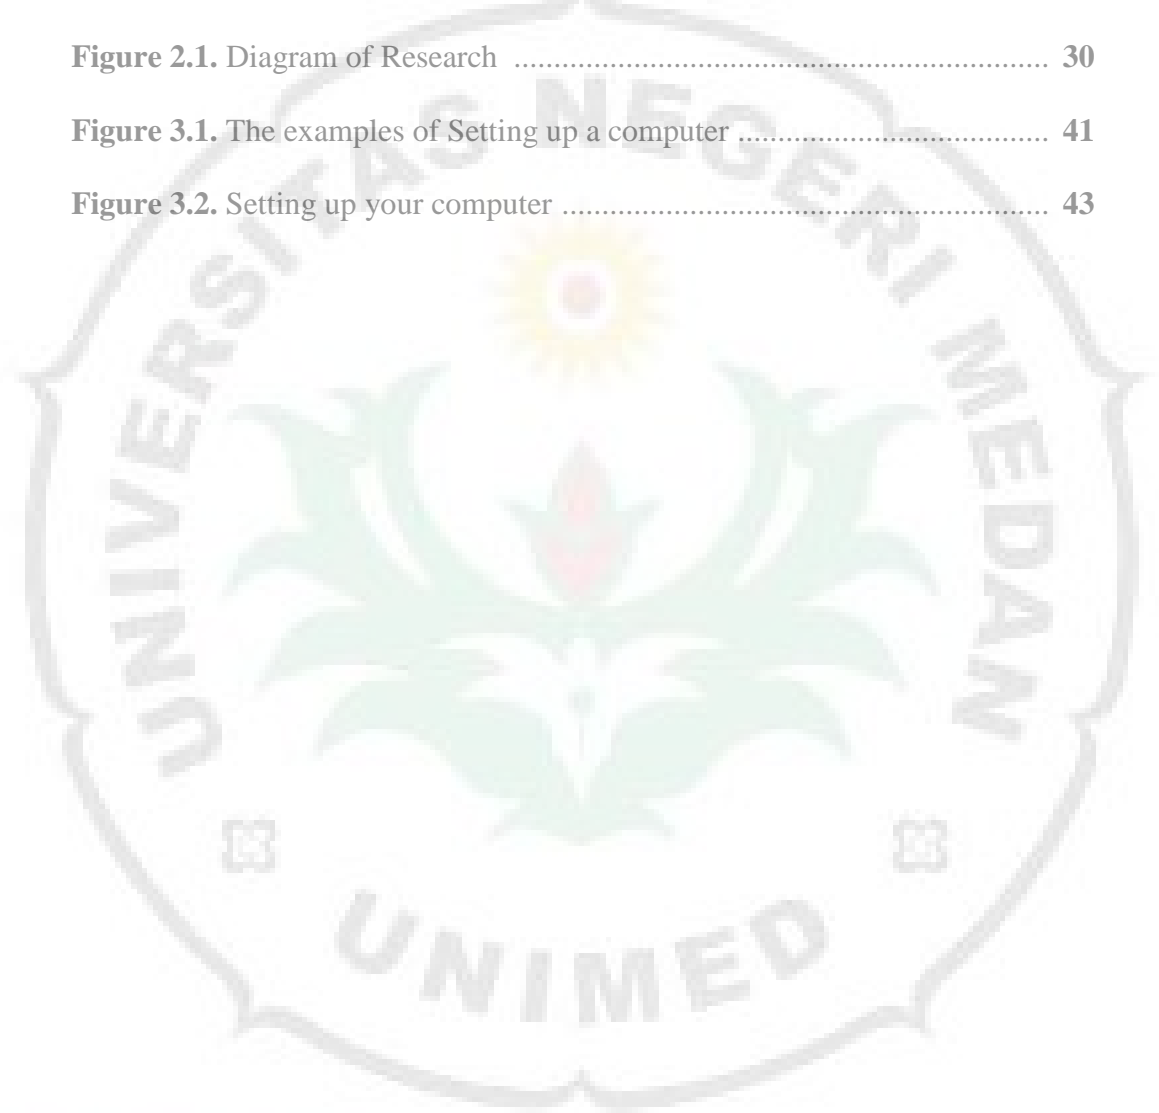 Figure 2.1. Diagram of Research ........................................................................ 30
Figure 3.1. The examples of Setting up a computer .......................................... 41
Figure 3.2. Setting up your computer ................................................................. 43
UNIVERSITAS NEGERI MEDAN
UNIMED